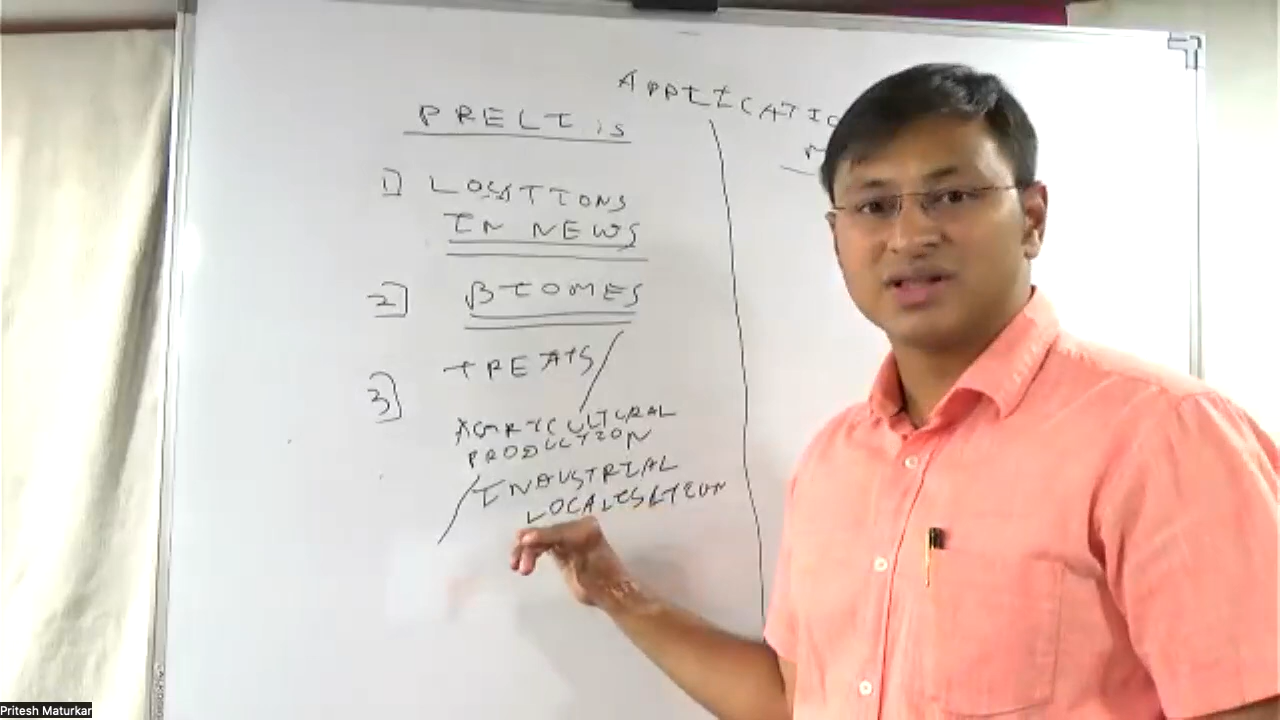 PRELIMS
1] LOCATIONS
IN NEWS
2] BIOMES
3] TREATS /
AGRICULTURAL
PRODUCTION
/ INDUSTRIAL
LOCALISATION
APPLICATIO
M
Pritesh Maturkar